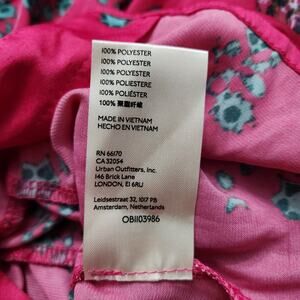 100% POLYESTER
100% POLYESTER
100% POLYESTER
100% POLIESTERE
100% POLIÉSTER
100% 聚酯纤维
MADE IN VIETNAM
HECHO EN VIETNAM
RN 66170
CA 32054
Urban Outfitters, Inc.
146 Brick Lane
LONDON, E1 6RU
Leidsestraat 32, 1017 PB
Amsterdam, Netherlands
OB1103986